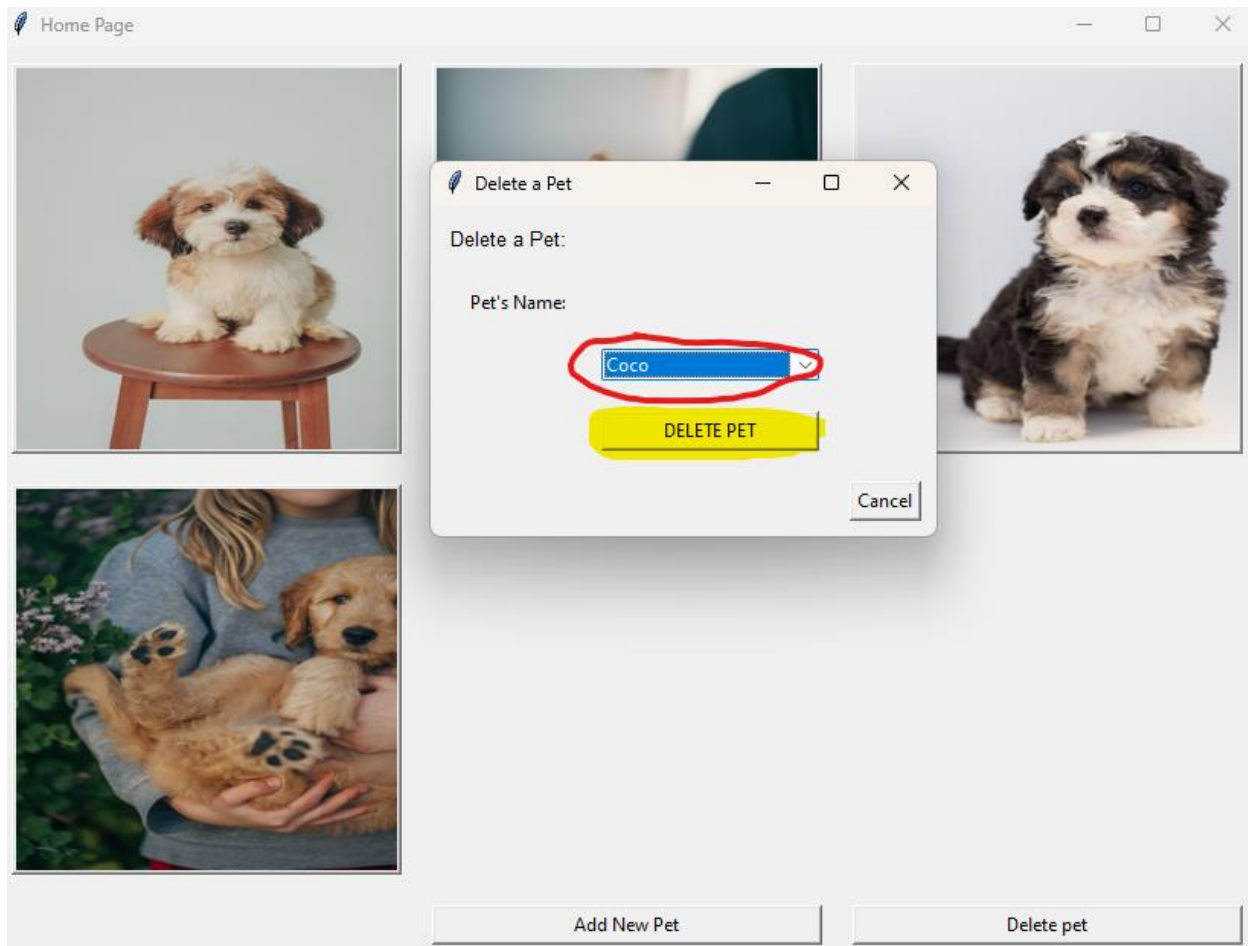 Home Page
Delete a Pet
Delete a Pet:
Pet's Name:
Coco
DELETE PET
Cancel
Add New Pet
Delete pet